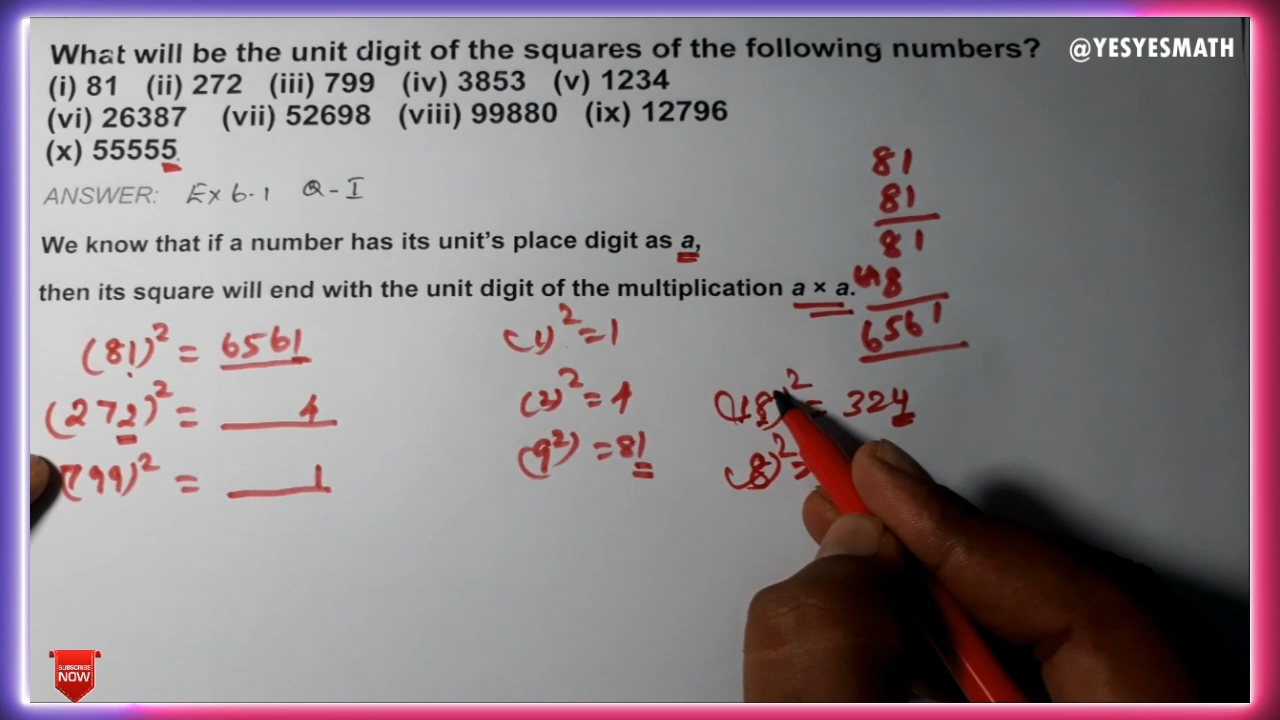 What will be the unit digit of the squares of the following numbers?
@YESYESMATH
(i) 81 (ii) 272 (iii) 799 (iv) 3853 (v) 1234
(vi) 26387 (vii) 52698 (viii) 99880 (ix) 12796
(x) 55555
ANSWER: Ex 6.1 Q-I
We know that if a number has its unit's place digit as a,
then its square will end with the unit digit of the multiplication a × a.
81
81
81
8
6561
(81)² = 6561
(1)² = 1
(272)² = 4
(2)² = 4
(18)² = 324
(799)² = 1
(9²) = 81
(8)² =
SUBSCRIBE
NOW